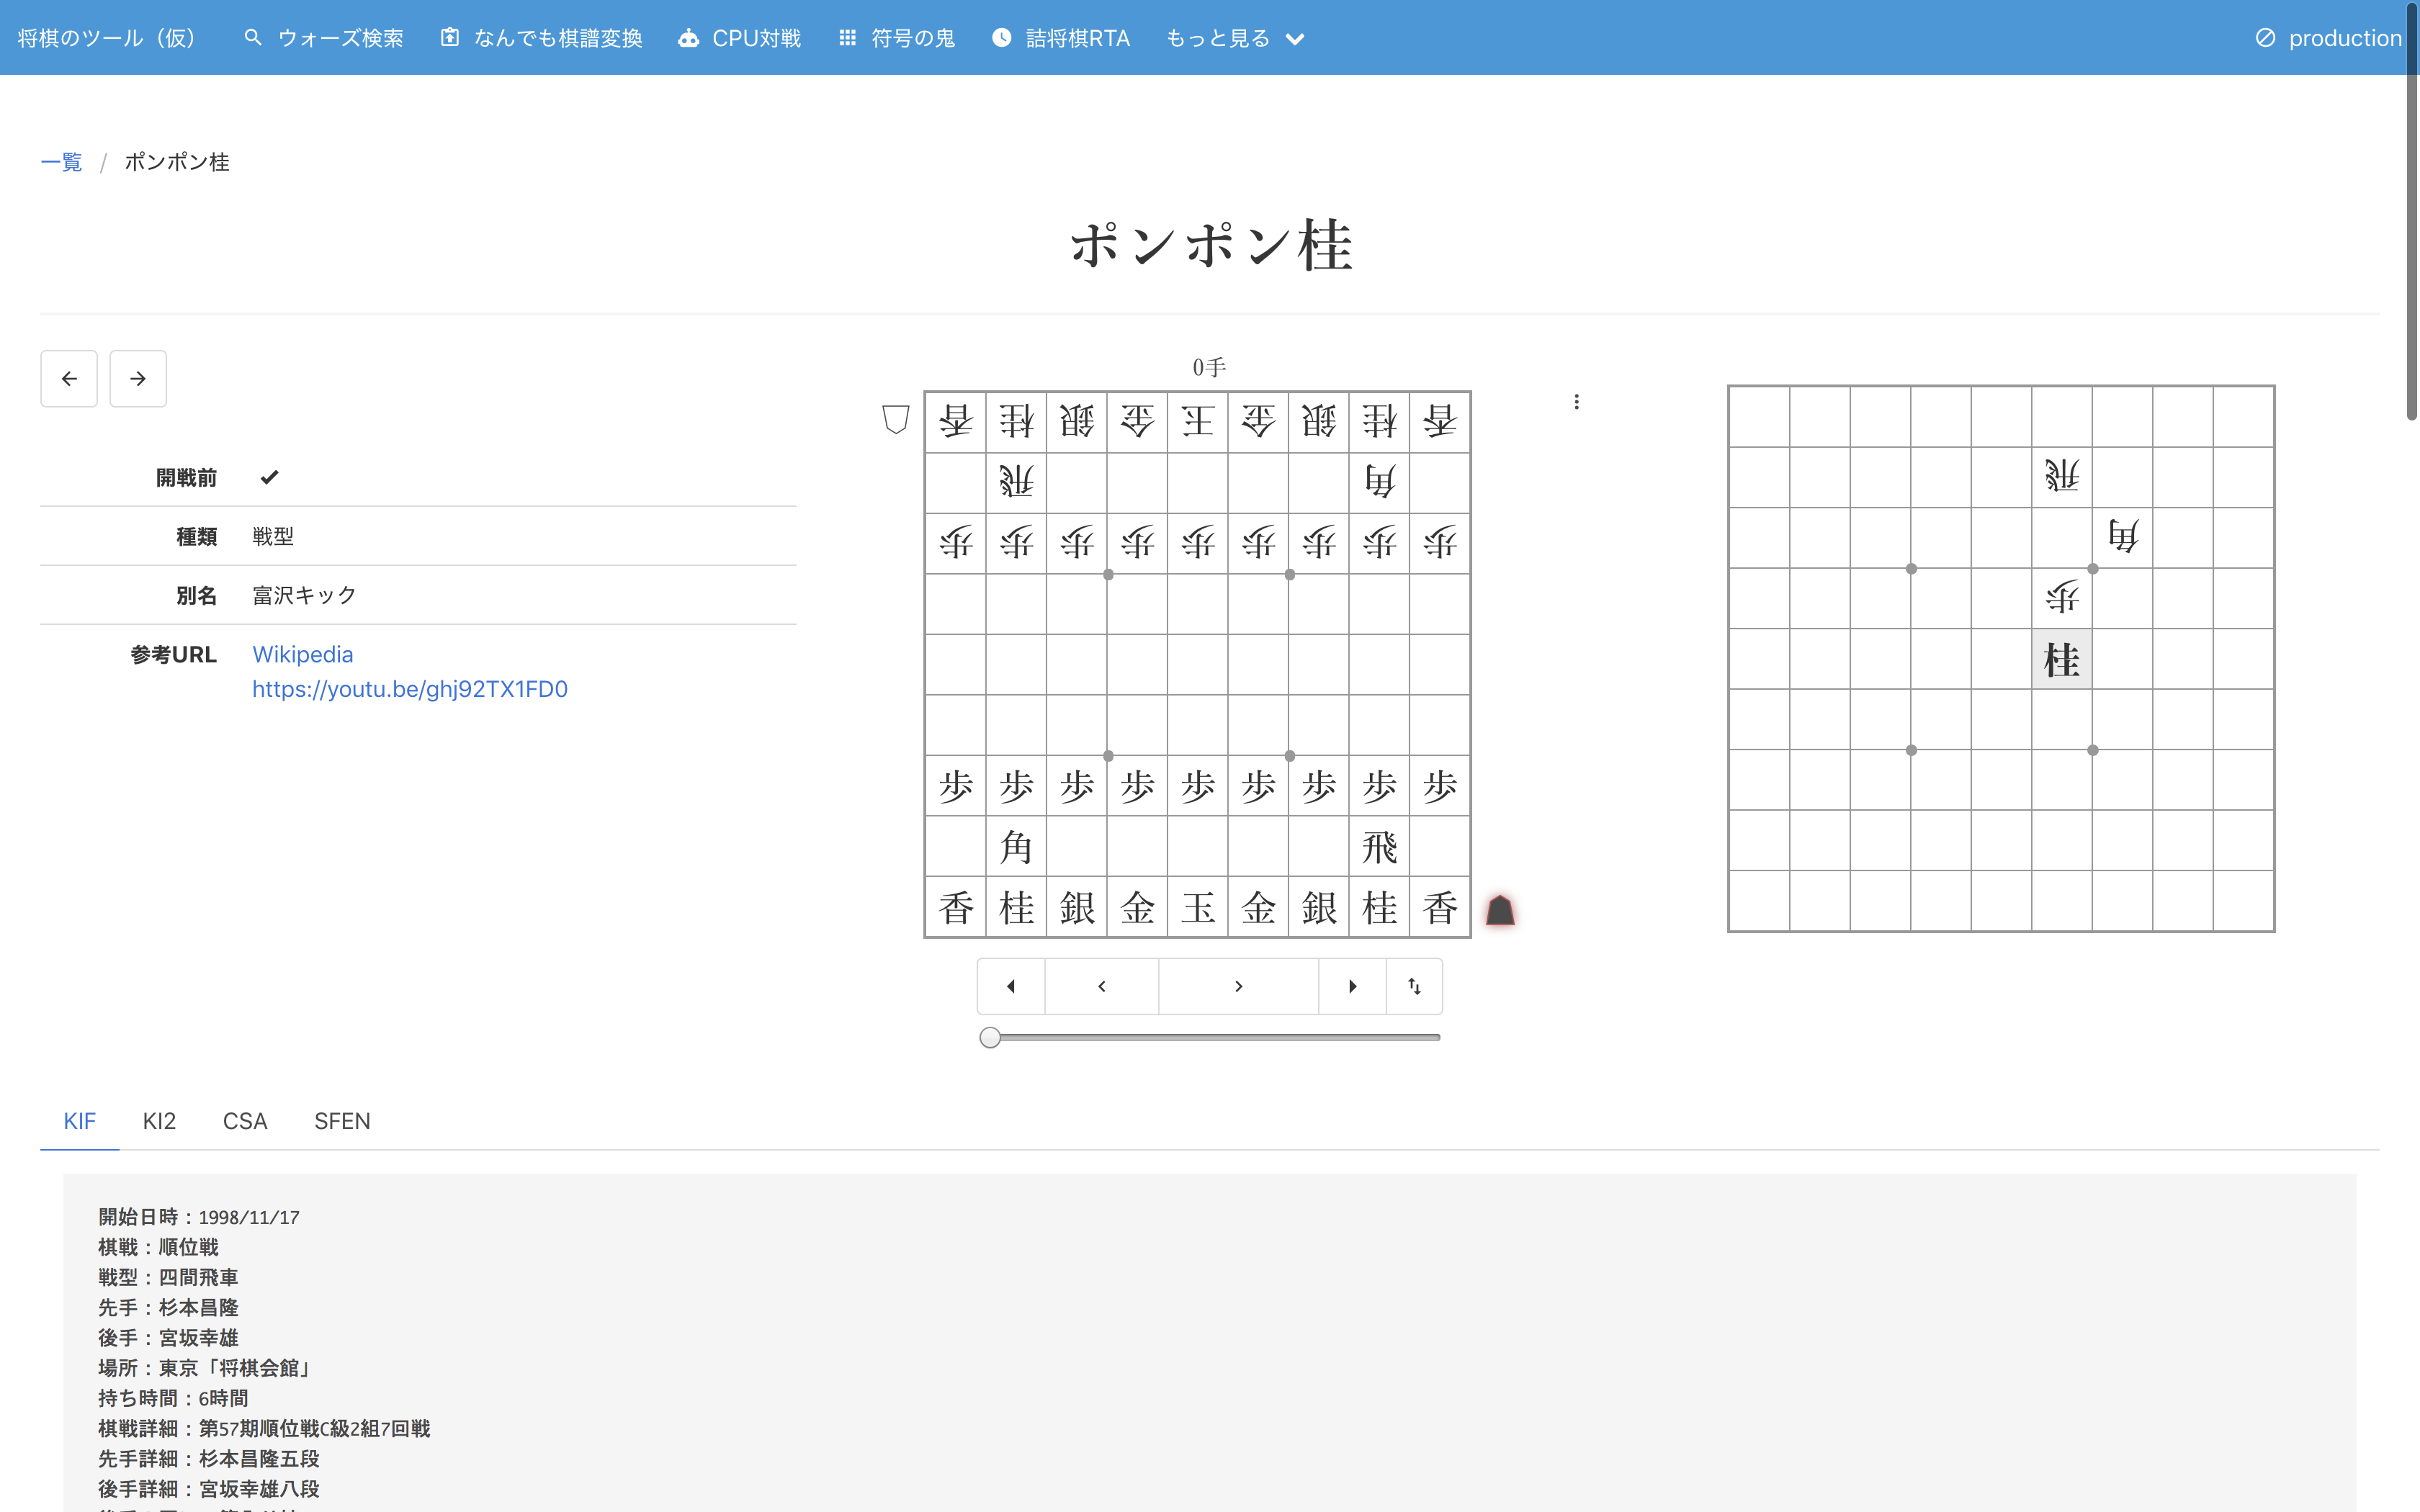 将棋のツール（仮） ウォーズ検索 なんでも棋譜変換 CPU対戦 符号の鬼 詰将棋RTA もっと見る production
一覧 / ポンポン桂
ポンポン桂
開戦前
種類 戦型
別名 富沢キック
参考URL Wikipedia
https://youtu.be/ghj92TX1FD0
0手
香 桂 銀 金 王 金 銀 桂 香
飛 角
歩 歩 歩 歩 歩 歩 歩 歩 歩
歩 歩 歩 歩 歩 歩 歩 歩 歩
角 飛
香 桂 銀 金 玉 金 銀 桂 香
飛
角
歩
桂
KIF KI2 CSA SFEN
開始日時：1998/11/17
棋戦：順位戦
戦型：四間飛車
先手：杉本昌隆
後手：宮坂幸雄
場所：東京「将棋会館」
持ち時間：6時間
棋戦詳細：第57期順位戦C級2組7回戦
先手詳細：杉本昌隆五段
後手詳細：宮坂幸雄八段